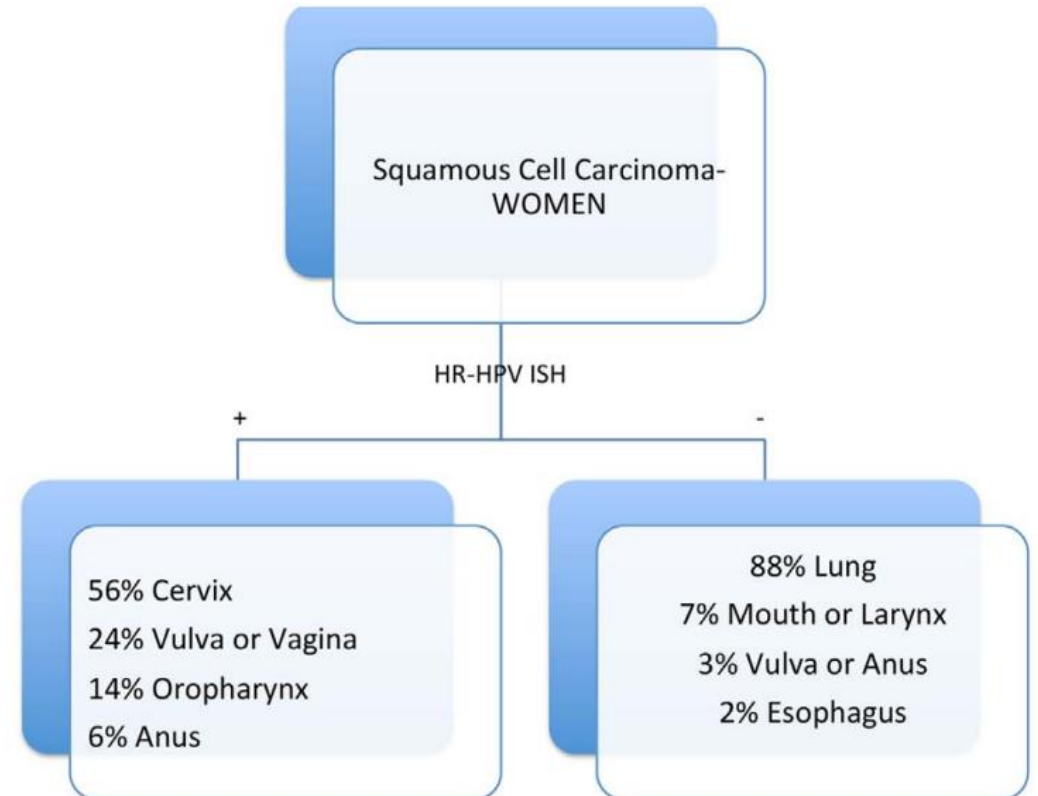 Squamous Cell Carcinoma-
WOMEN
HR-HPV ISH
+
-
56% Cervix
24% Vulva or Vagina
14% Oropharynx
6% Anus
88% Lung
7% Mouth or Larynx
3% Vulva or Anus
2% Esophagus